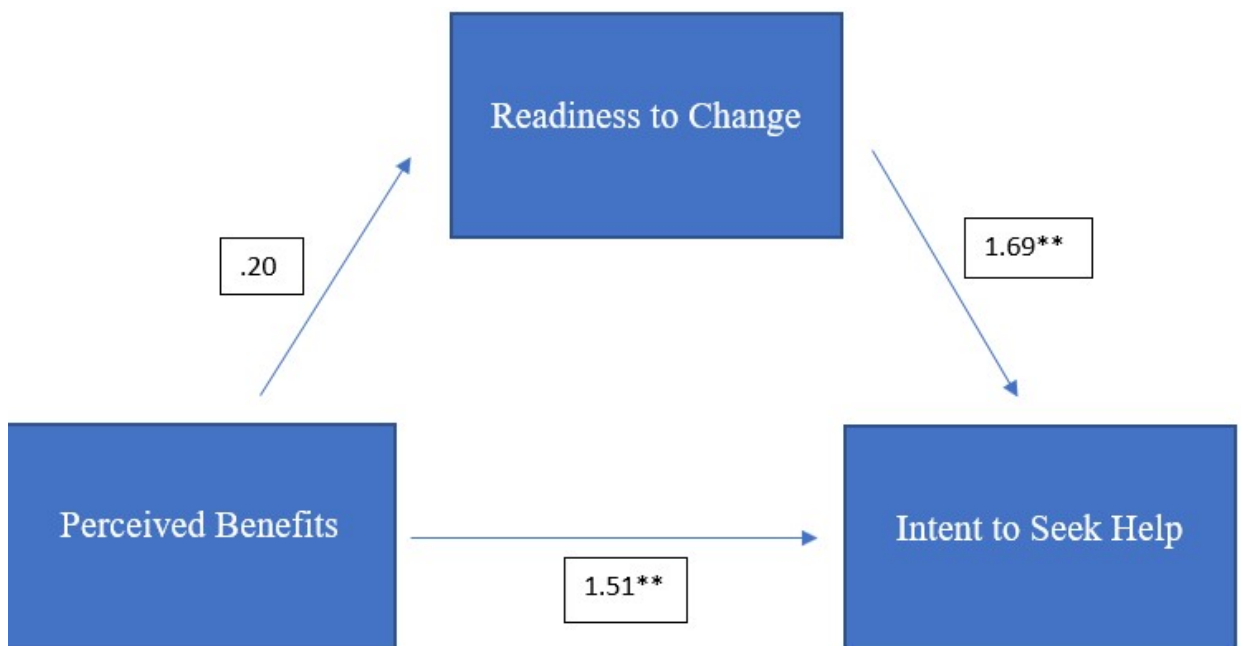 Readiness to Change
.20
1.69**
Perceived Benefits
Intent to Seek Help
1.51**